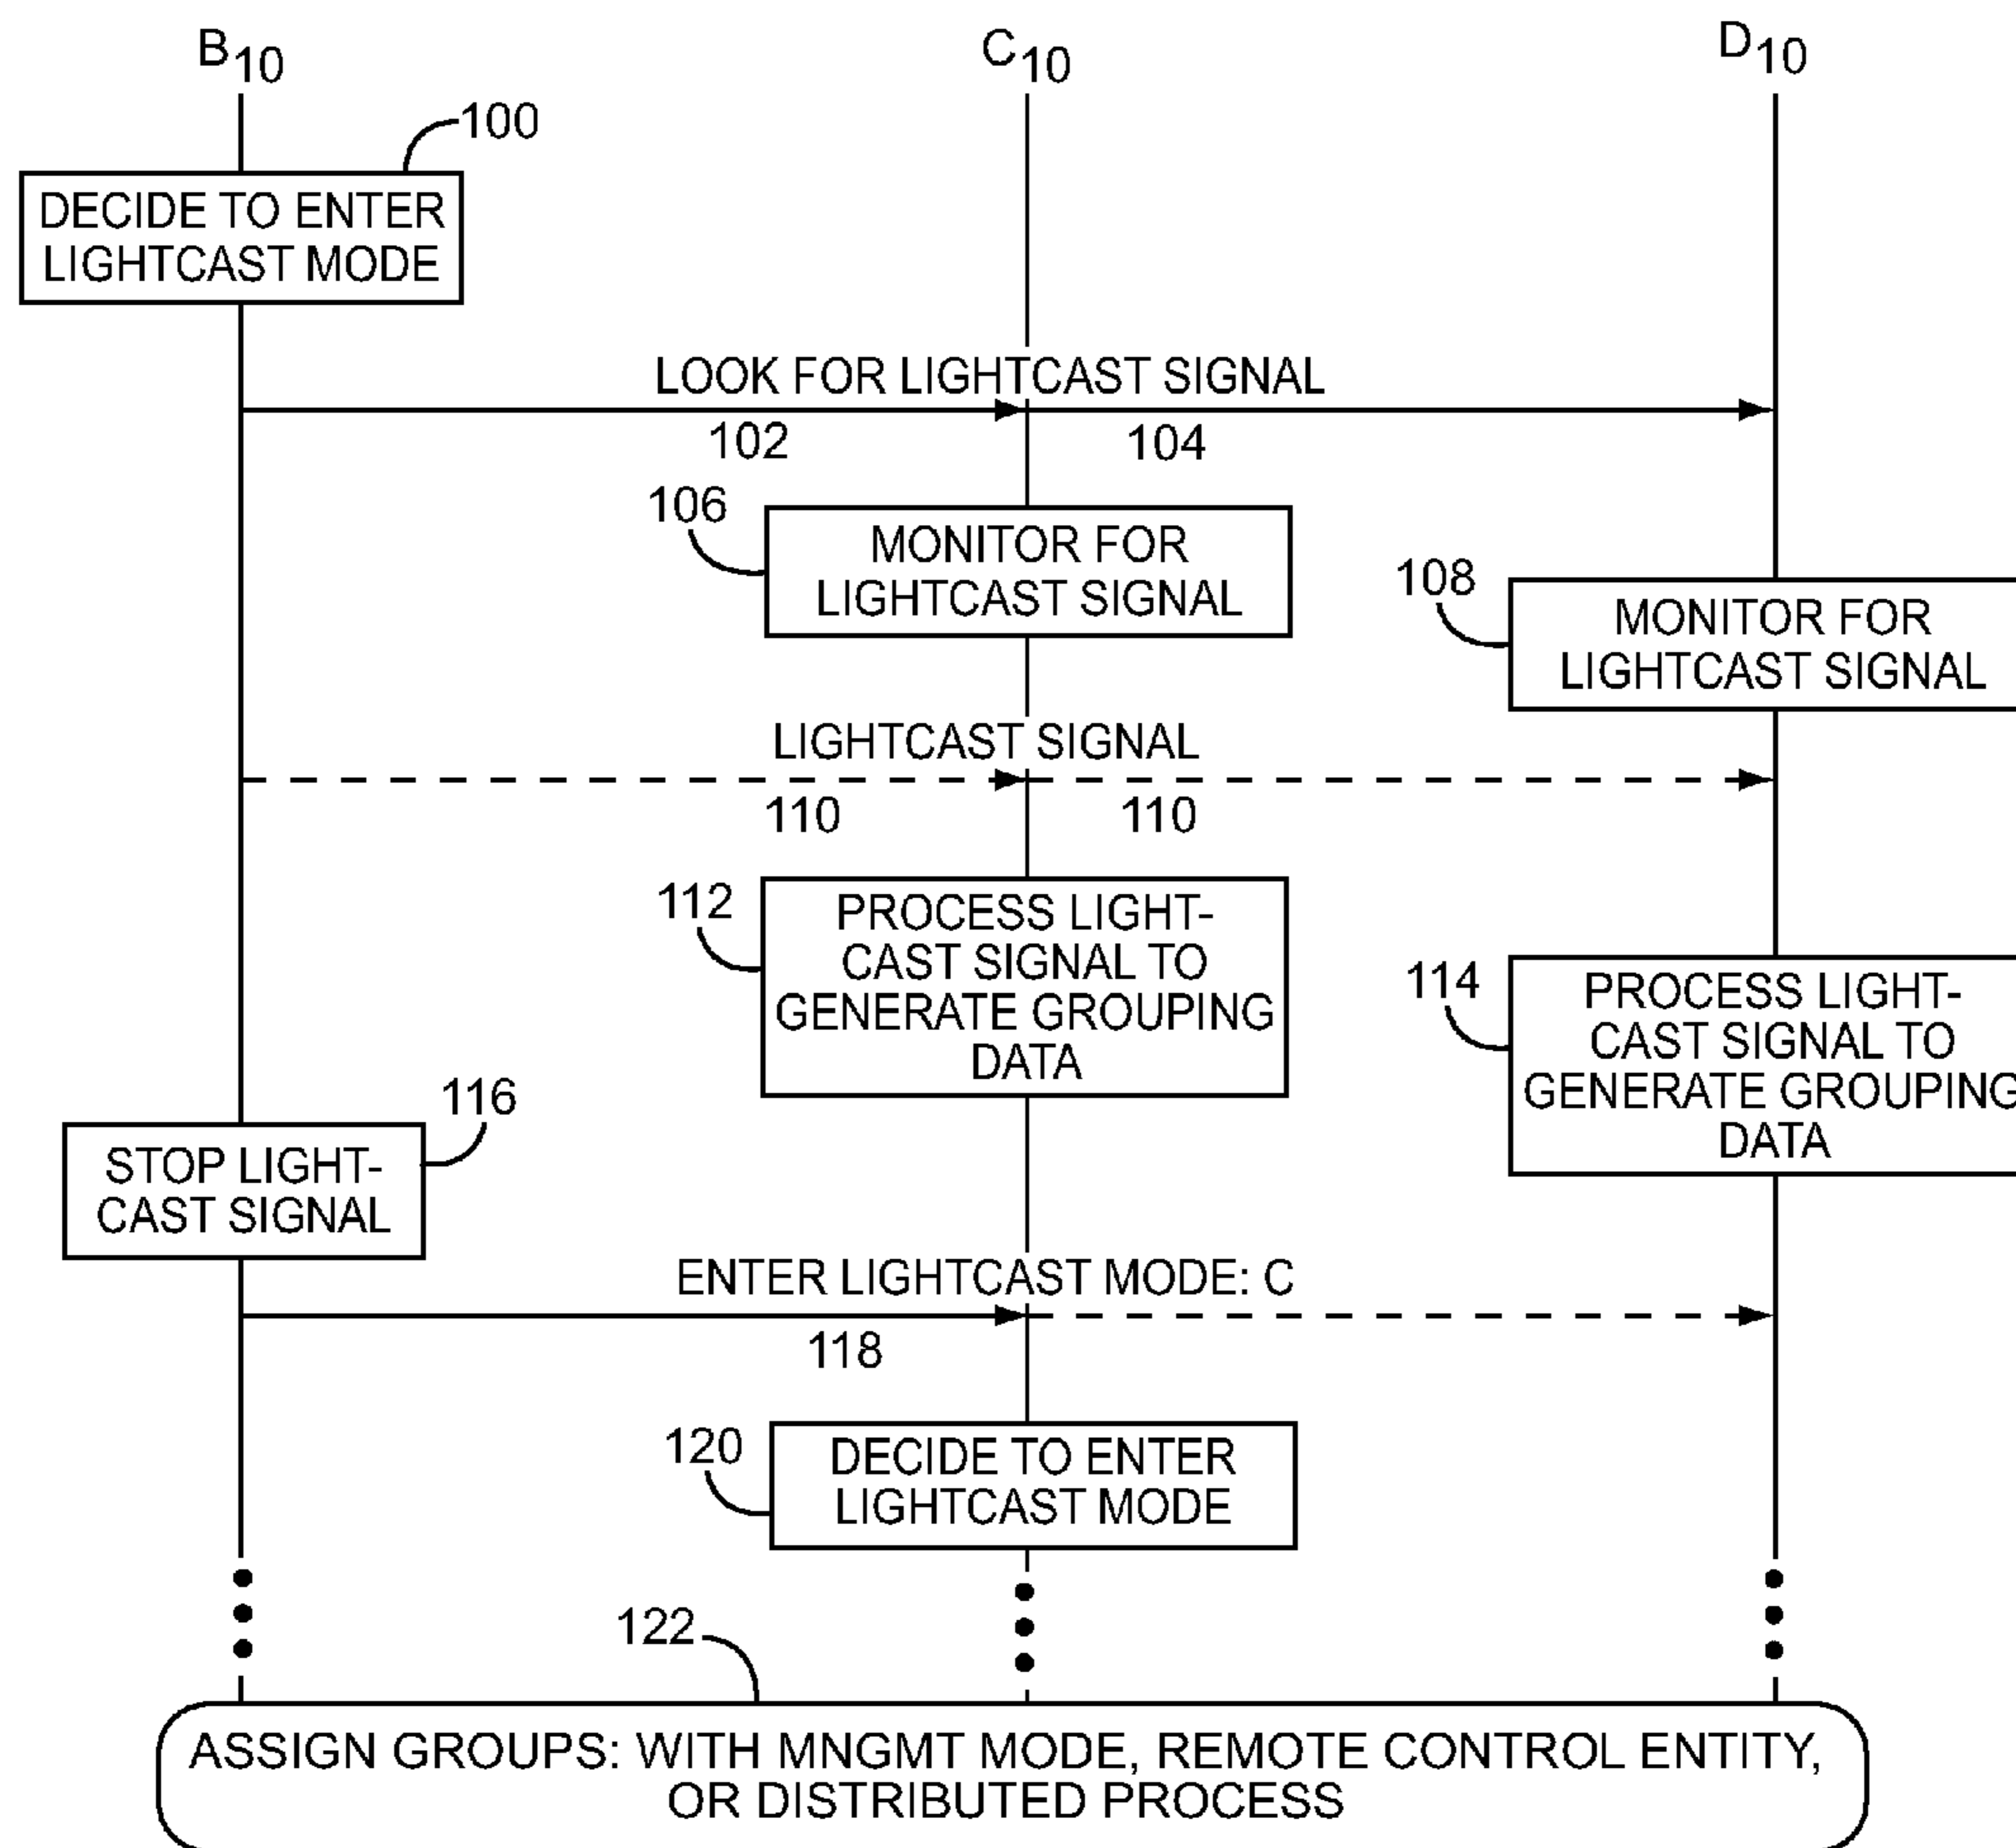 B10 C10 D10
100
DECIDE TO ENTER
LIGHTCAST MODE
LOOK FOR LIGHTCAST SIGNAL
102 104
106
MONITOR FOR
LIGHTCAST SIGNAL
108
MONITOR FOR
LIGHTCAST SIGNAL
LIGHTCAST SIGNAL
110 110
112
PROCESS LIGHT-
CAST SIGNAL TO
GENERATE GROUPING
DATA
114
PROCESS LIGHT-
CAST SIGNAL TO
GENERATE GROUPING
DATA
116
STOP LIGHT-
CAST SIGNAL
ENTER LIGHTCAST MODE: C
118
120
DECIDE TO ENTER
LIGHTCAST MODE
122
ASSIGN GROUPS: WITH MNGMT MODE, REMOTE CONTROL ENTITY,
OR DISTRIBUTED PROCESS